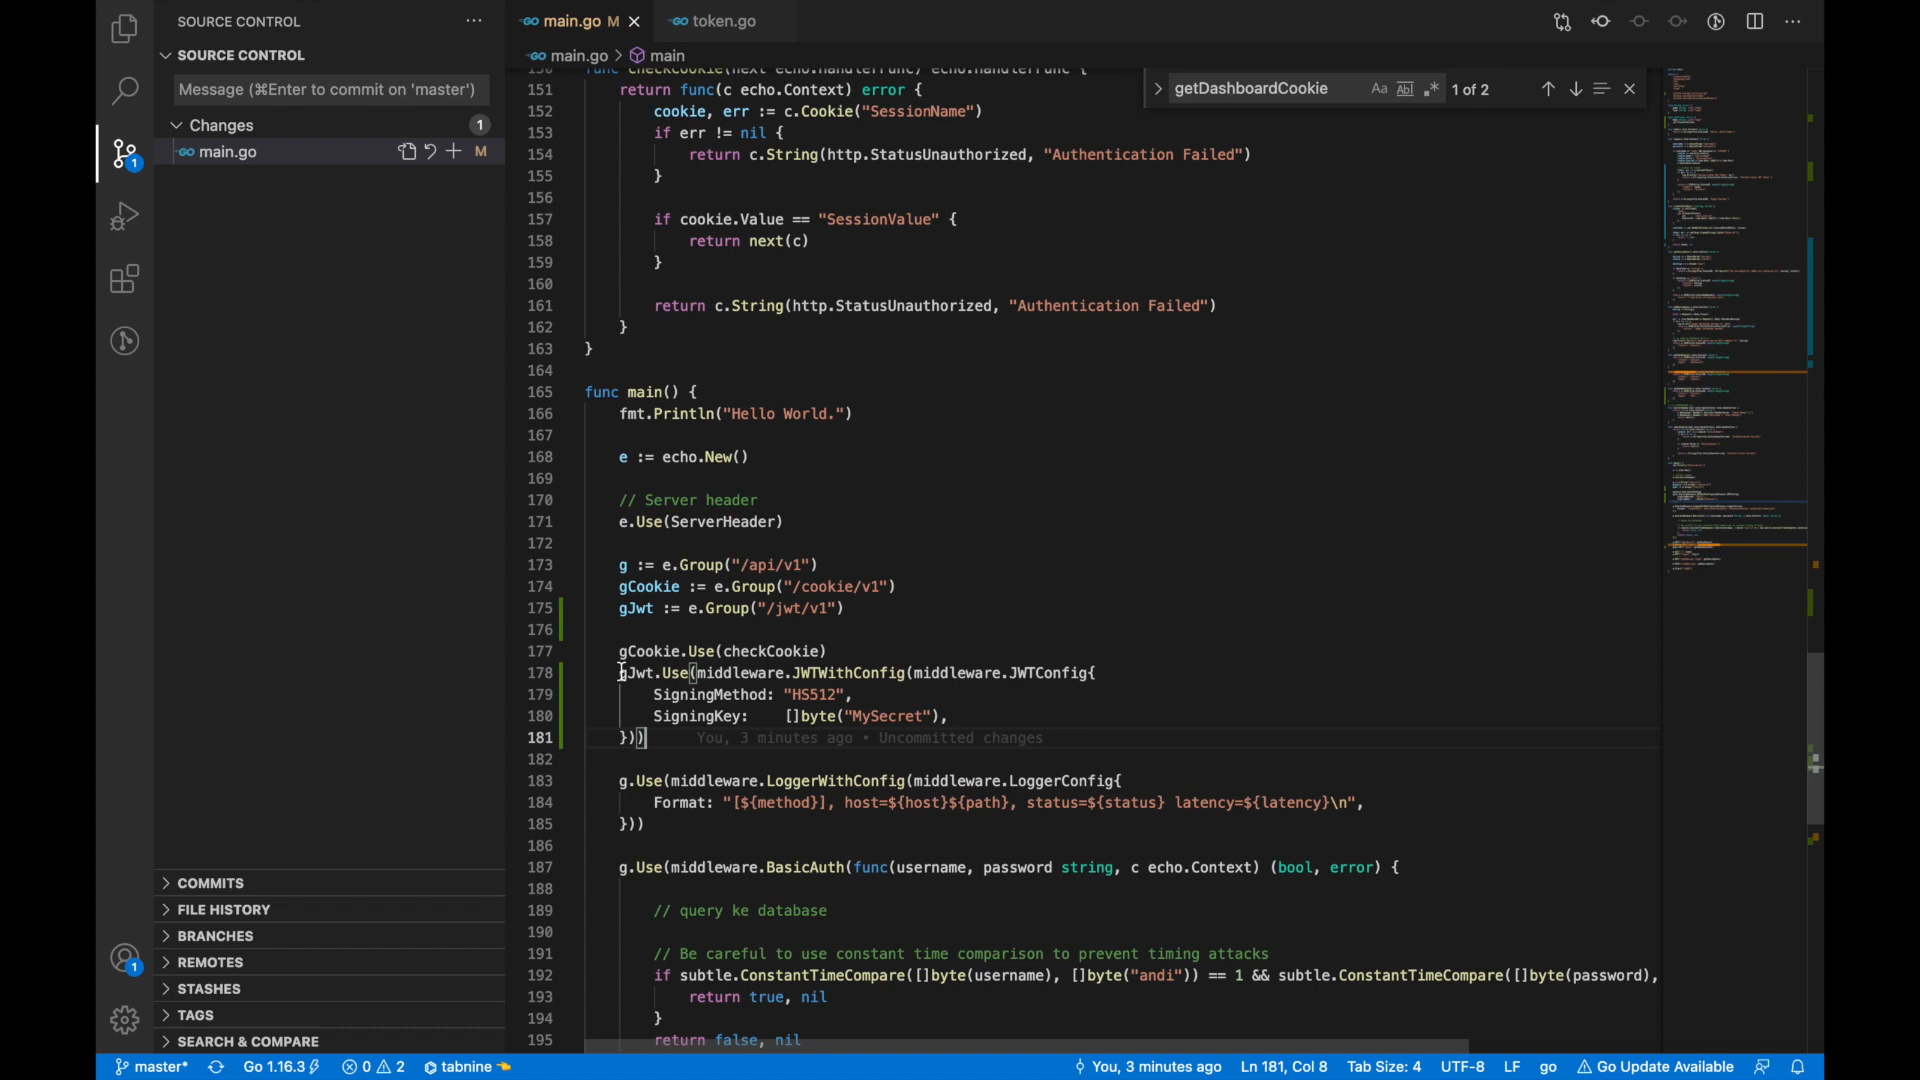 SOURCE CONTROL
SOURCE CONTROL
Message (⌘Enter to commit on 'master')
Changes
1
main.go
M
1
COMMITS
FILE HISTORY
BRANCHES
REMOTES
STASHES
TAGS
SEARCH & COMPARE
1
main.go M
token.go
main.go > main
getDashboardCookie
Aa
Abl
.*
1 of 2
150 func checkCookie(next echo.HandlerFunc) echo.HandlerFunc {
151 return func(c echo.Context) error {
152 cookie, err := c.Cookie("SessionName")
153 if err != nil {
154 return c.String(http.StatusUnauthorized, "Authentication Failed")
155 }
156
157 if cookie.Value == "SessionValue" {
158 return next(c)
159 }
160
161 return c.String(http.StatusUnauthorized, "Authentication Failed")
162 }
163 }
164
165 func main() {
166 fmt.Println("Hello World.")
167
168 e := echo.New()
169
170 // Server header
171 e.Use(ServerHeader)
172
173 g := e.Group("/api/v1")
174 gCookie := e.Group("/cookie/v1")
175 gJwt := e.Group("/jwt/v1")
176
177 gCookie.Use(checkCookie)
178 gJwt.Use(middleware.JWTWithConfig(middleware.JWTConfig{
179 SigningMethod: "HS512",
180 SigningKey: []byte("MySecret"),
181 })) You, 3 minutes ago • Uncommitted changes
182
183 g.Use(middleware.LoggerWithConfig(middleware.LoggerConfig{
184 Format: "[${method}], host=${host}${path}, status=${status} latency=${latency}\n",
185 }))
186
187 g.Use(middleware.BasicAuth(func(username, password string, c echo.Context) (bool, error) {
188
189 // query ke database
190
191 // Be careful to use constant time comparison to prevent timing attacks
192 if subtle.ConstantTimeCompare([]byte(username), []byte("andi")) == 1 && subtle.ConstantTimeCompare([]byte(password),
193 return true, nil
194 }
195 return false, nil
master*
Go 1.16.3
0
2
tabnine
You, 3 minutes ago
Ln 181, Col 8
Tab Size: 4
UTF-8
LF
go
Go Update Available